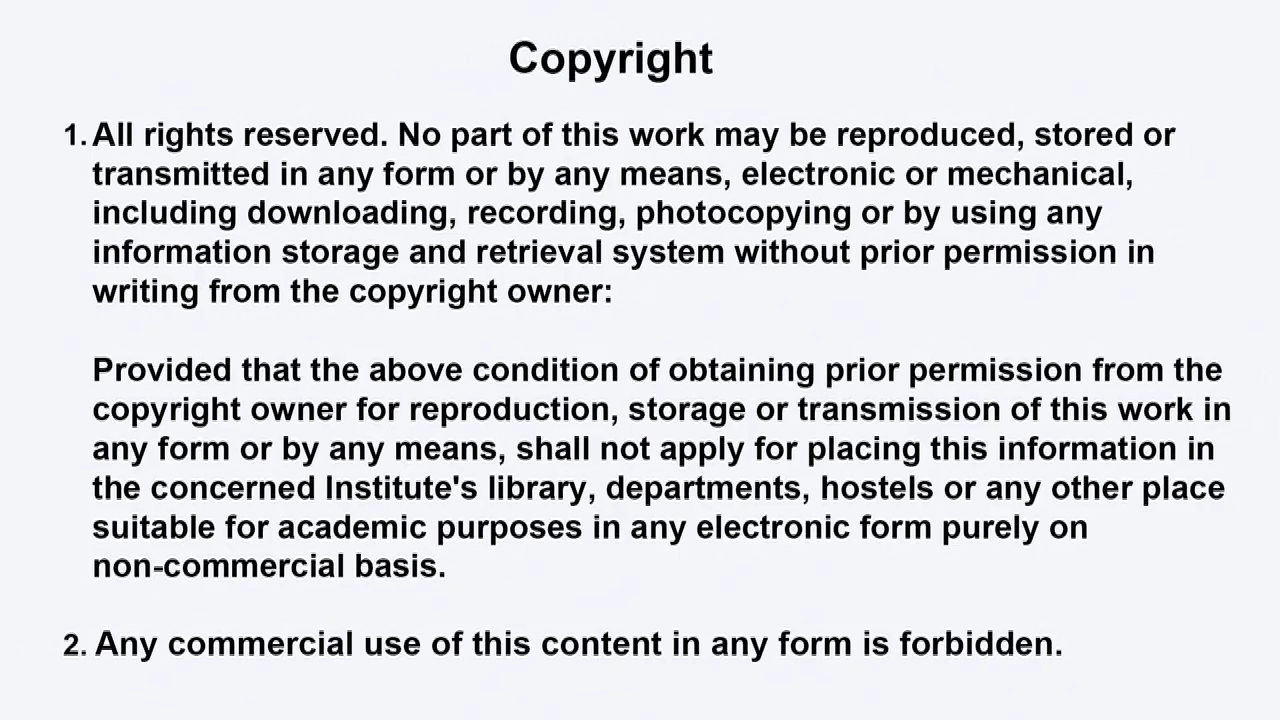 Copyright
1. All rights reserved. No part of this work may be reproduced, stored or
transmitted in any form or by any means, electronic or mechanical,
including downloading, recording, photocopying or by using any
information storage and retrieval system without prior permission in
writing from the copyright owner:
Provided that the above condition of obtaining prior permission from the
copyright owner for reproduction, storage or transmission of this work in
any form or by any means, shall not apply for placing this information in
the concerned Institute's library, departments, hostels or any other place
suitable for academic purposes in any electronic form purely on
non-commercial basis.
2. Any commercial use of this content in any form is forbidden.